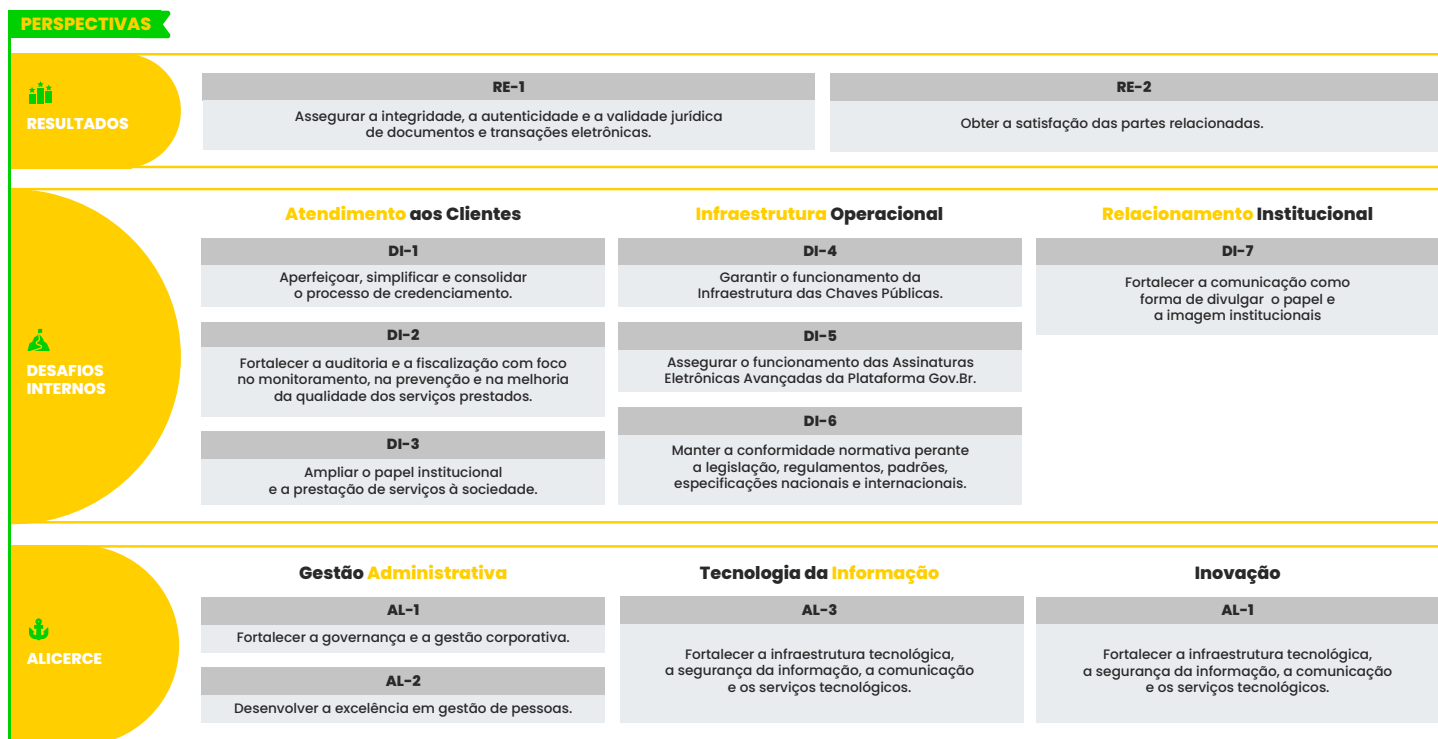 PERSPECTIVAS
RESULTADOS
RE-1
Assegurar a integridade, a autenticidade e a validade jurídica
de documentos e transações eletrônicas.
RE-2
Obter a satisfação das partes relacionadas.
DESAFIOS
INTERNOS
Atendimento aos Clientes
DI-1
Aperfeiçoar, simplificar e consolidar
o processo de credenciamento.
DI-2
Fortalecer a auditoria e a fiscalização com foco
no monitoramento, na prevenção e na melhoria
da qualidade dos serviços prestados.
DI-3
Ampliar o papel institucional
e a prestação de serviços à sociedade.
Infraestrutura Operacional
DI-4
Garantir o funcionamento da
Infraestrutura das Chaves Públicas.
DI-5
Assegurar o funcionamento das Assinaturas
Eletrônicas Avançadas da Plataforma Gov.Br.
DI-6
Manter a conformidade normativa perante
a legislação, regulamentos, padrões,
especificações nacionais e internacionais.
Relacionamento Institucional
DI-7
Fortalecer a comunicação como
forma de divulgar  o papel e
a imagem institucionais
ALICERCE
Gestão Administrativa
AL-1
Fortalecer a governança e a gestão corporativa.
AL-2
Desenvolver a excelência em gestão de pessoas.
Tecnologia da Informação
AL-3
Fortalecer a infraestrutura tecnológica,
a segurança da informação, a comunicação
e os serviços tecnológicos.
Inovação
AL-1
Fortalecer a infraestrutura tecnológica,
a segurança da informação, a comunicação
e os serviços tecnológicos.